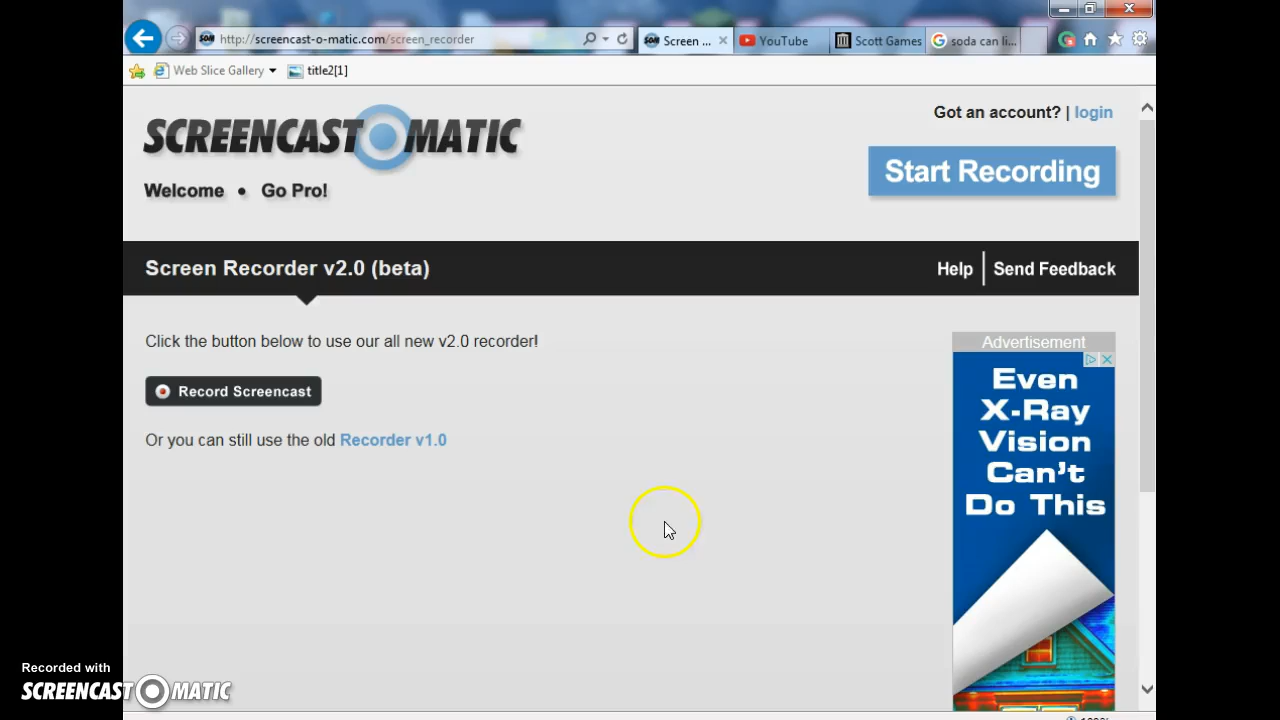 http://screencast-o-matic.com/screen_recorder
Screen ...
YouTube
Scott Games
soda can li...
Web Slice Gallery
title2[1]
SCREENCAST MATIC
Got an account? | login
Start Recording
Welcome • Go Pro!
Screen Recorder v2.0 (beta)
Help
Send Feedback
Click the button below to use our all new v2.0 recorder!
Record Screencast
Or you can still use the old Recorder v1.0
Advertisement
Even
X-Ray
Vision
Can't
Do This
Recorded with
SCREENCAST MATIC